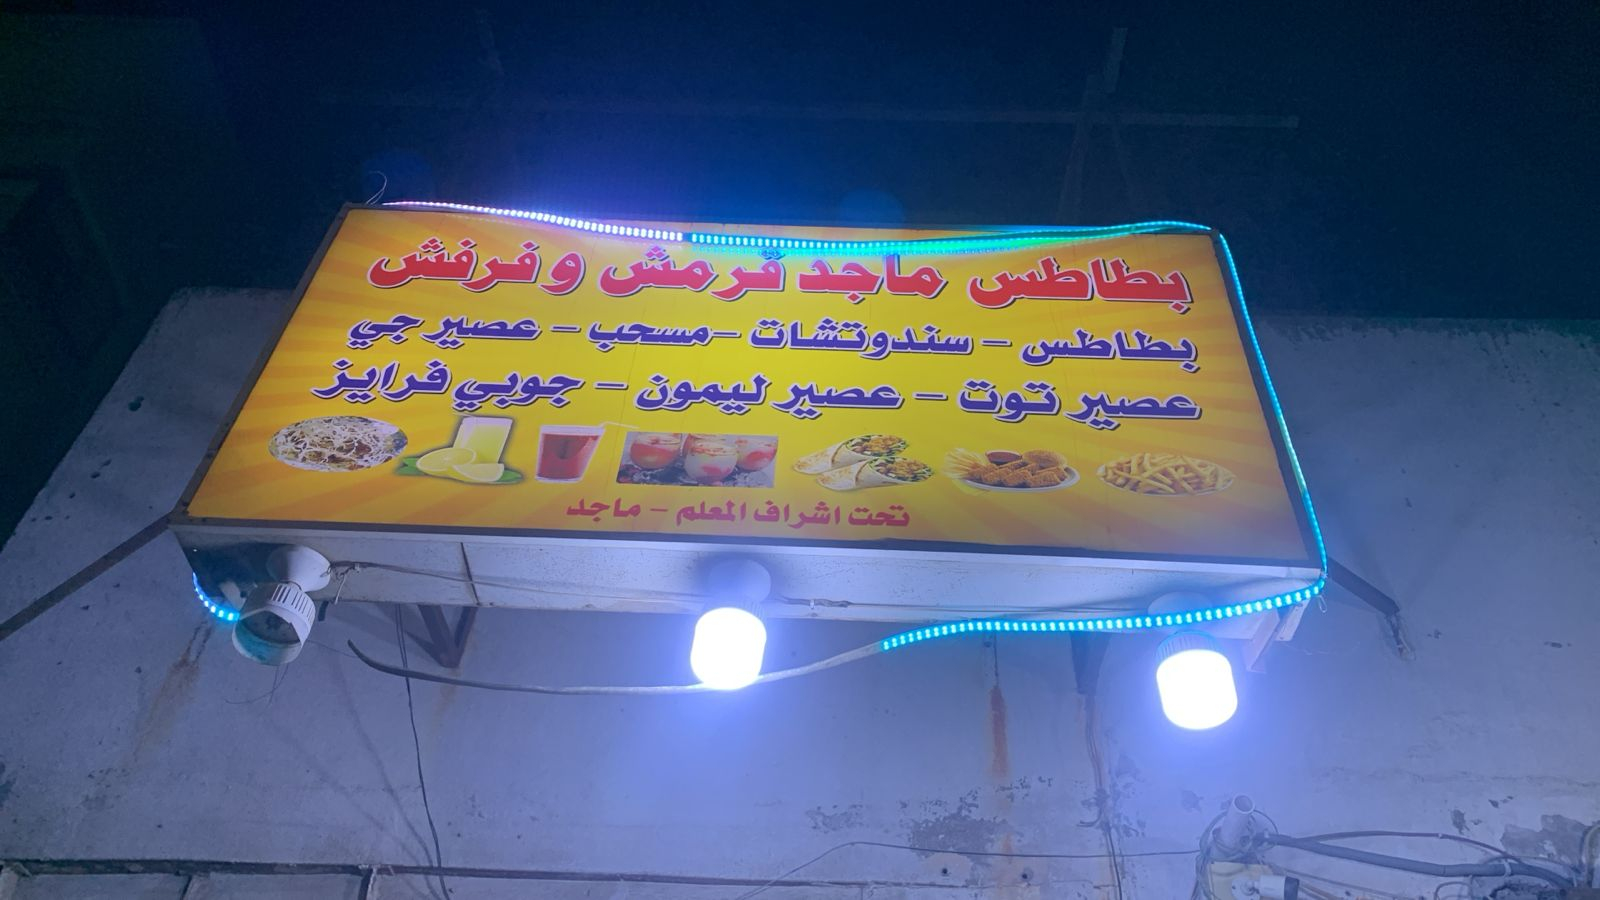 بطاطس ماجد قرمش وفرفش
بطاطس – سندوتشات – مسحب – عصير جي
عصير توت – عصير ليمون – جوبي فرايز
تحت اشراف المعلم – ماجد